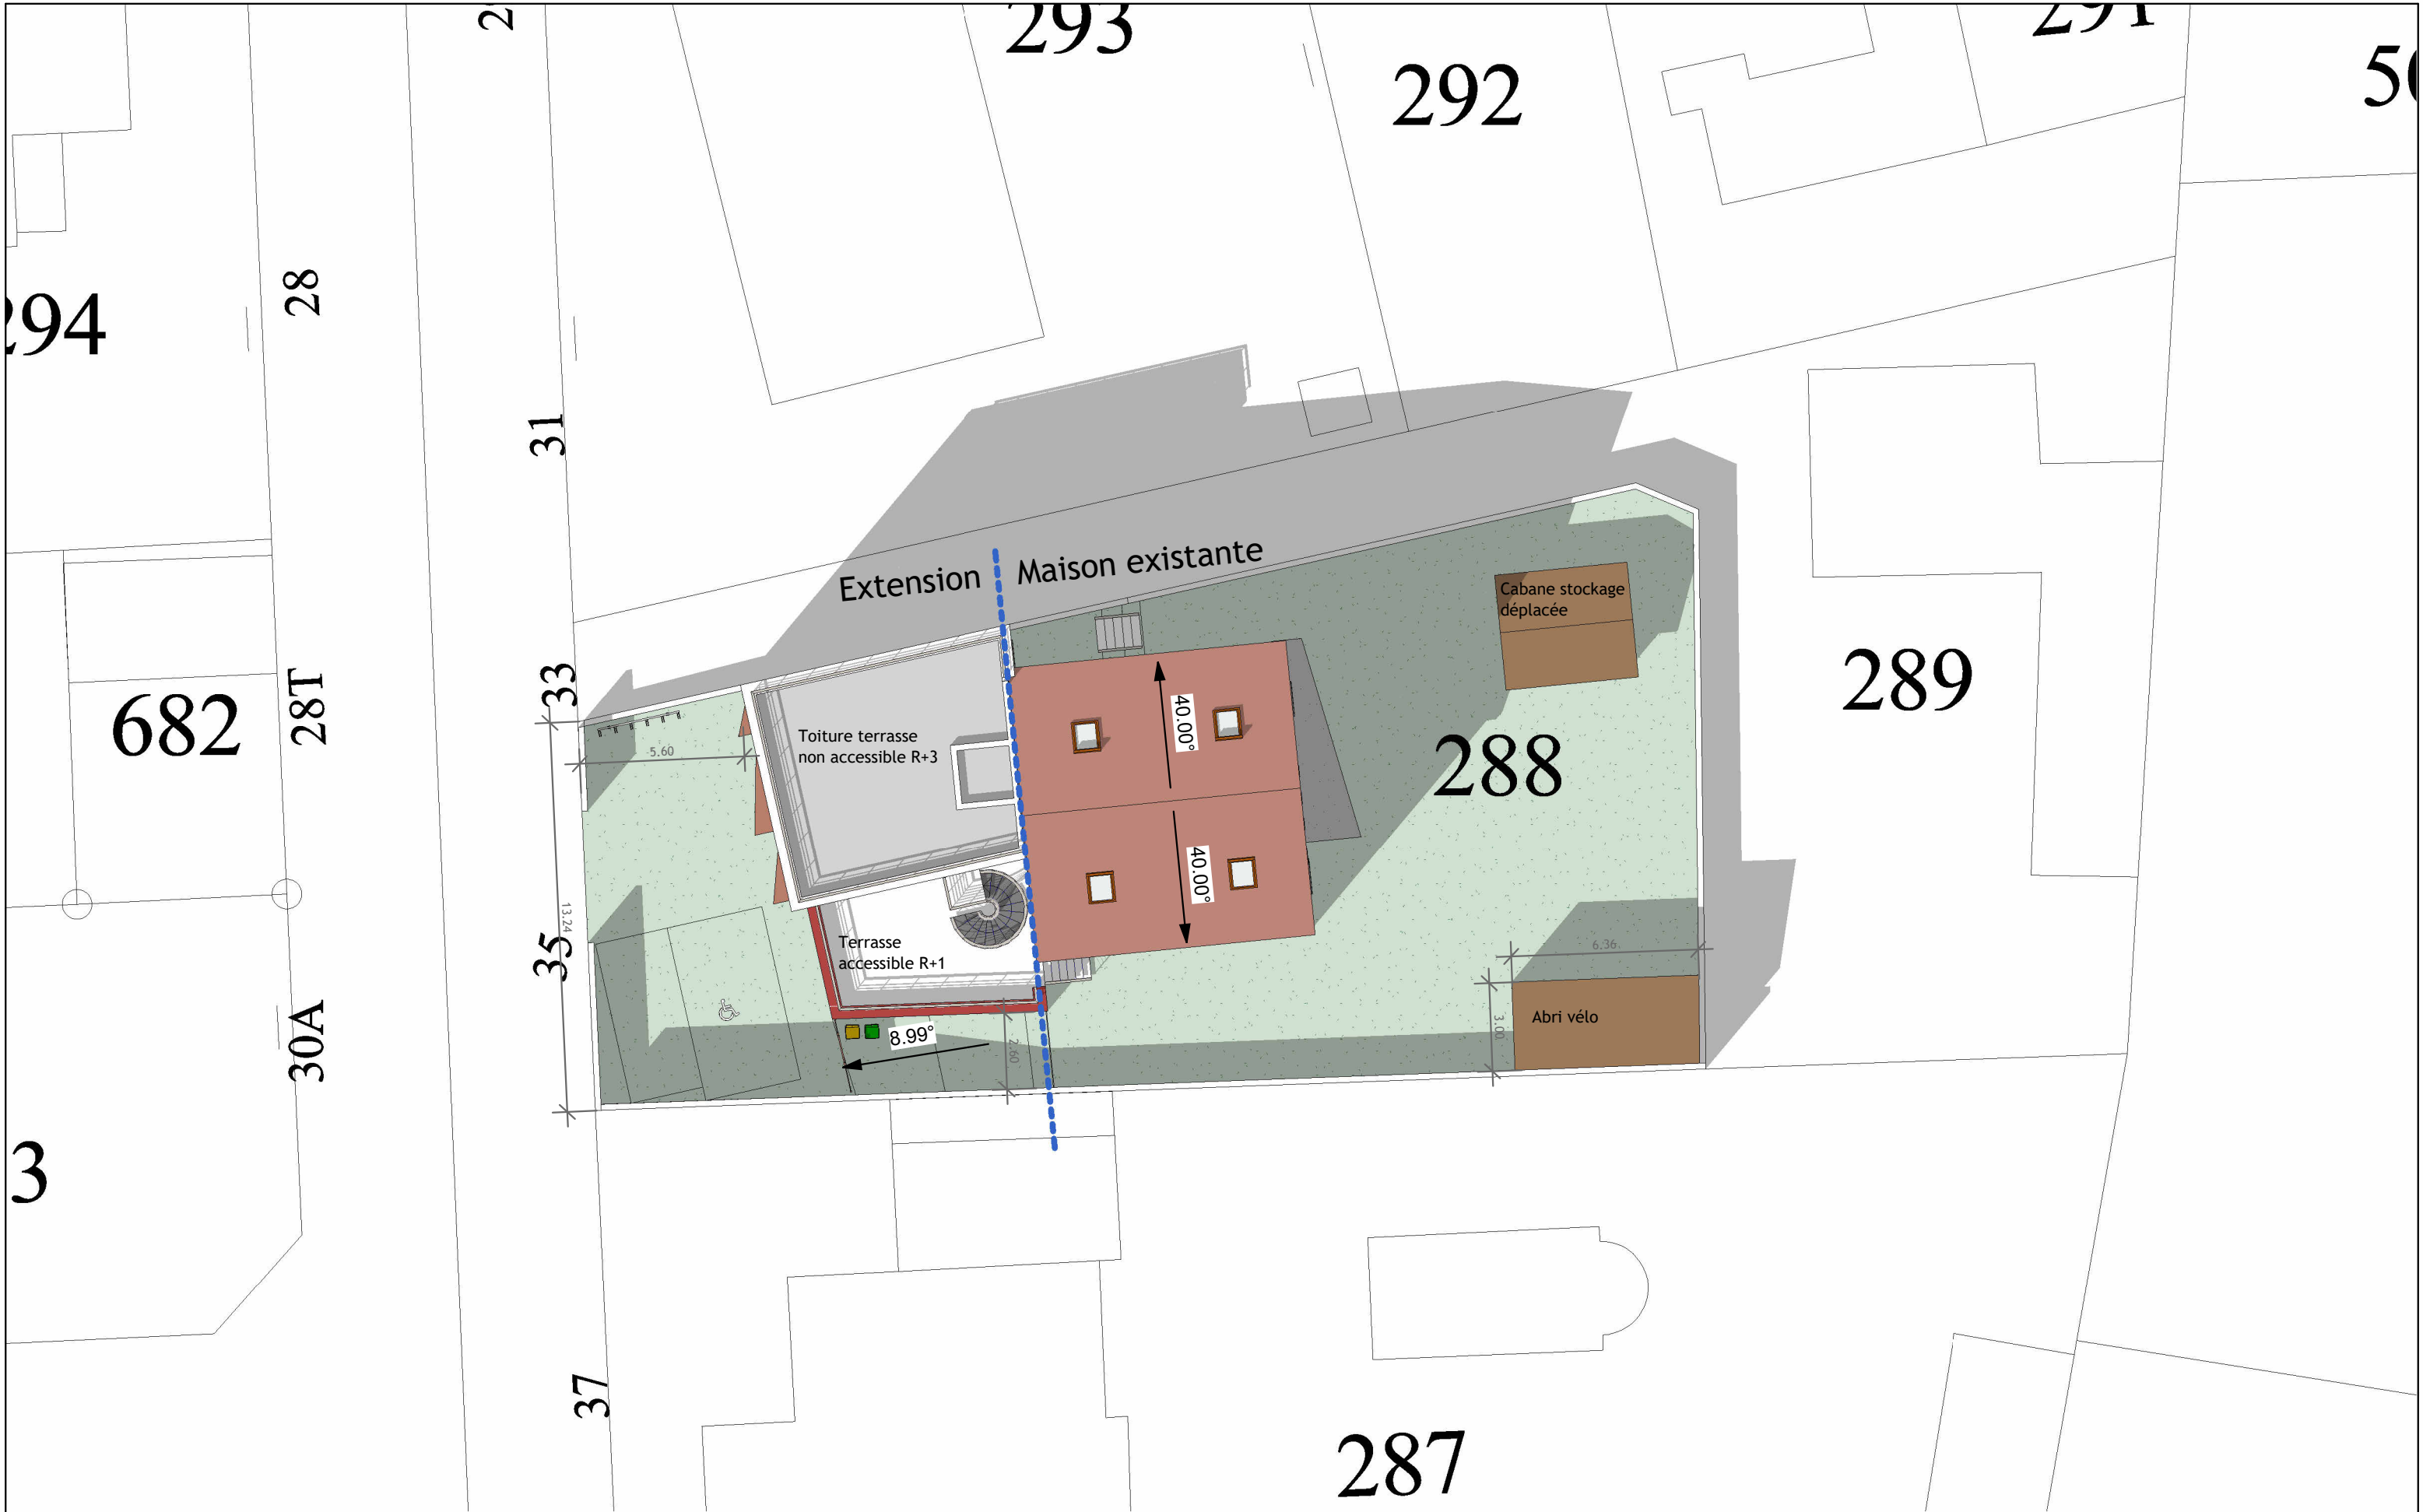 293
292
28
294
31
Extension
Maison existante
Cabane stockage
déplacée
33
682
28T
289
Toiture terrasse
non accessible R+3
40.00°
5.60
288
40.00°
13.24
35
Terrasse
accessible R+1
6.36
30A
8.99°
2.60
3.00
Abri vélo
3
37
287